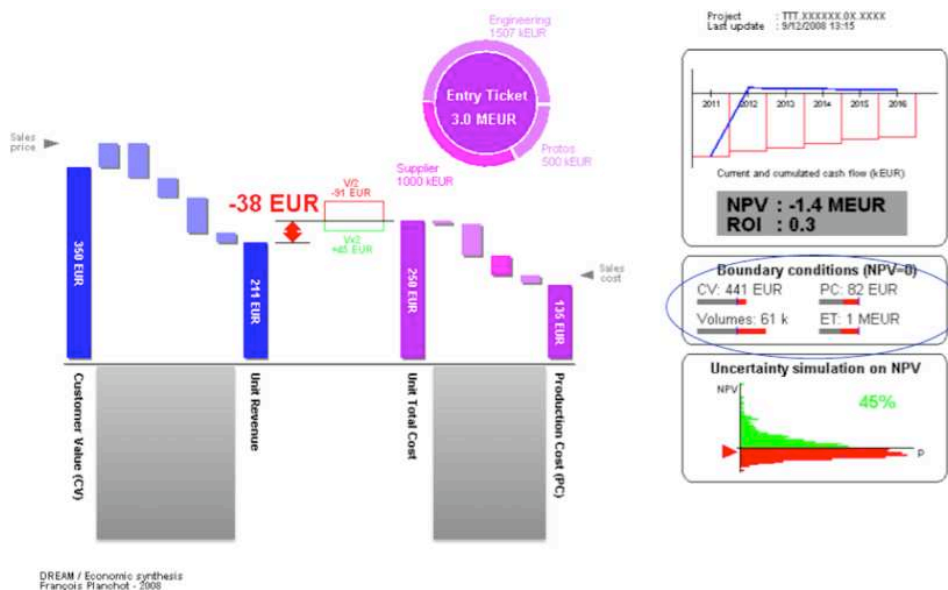 Project : TTT.XXXXXX.0X.XXXX
Last update : 9/12/2008 13:15
Engineering
1507 kEUR
Entry Ticket
3.0 MEUR
Protos
500 kEUR
Supplier
1000 kEUR
Sales
price
-38 EUR
V/2
-91 EUR
Vx2
+45 EUR
350 EUR
211 EUR
250 EUR
135 EUR
Sales
cost
Customer Value (CV)
Unit Revenue
Unit Total Cost
Production Cost (PC)
2011 2012 2013 2014 2015 2016
Current and cumulated cash flow (kEUR)
NPV : -1.4 MEUR
ROI : 0.3
Boundary conditions (NPV=0)
CV: 441 EUR PC: 82 EUR
Volumes: 61 k ET: 1 MEUR
Uncertainty simulation on NPV
NPV
45%
p
DREAM / Economic synthesis
François Planchot - 2008